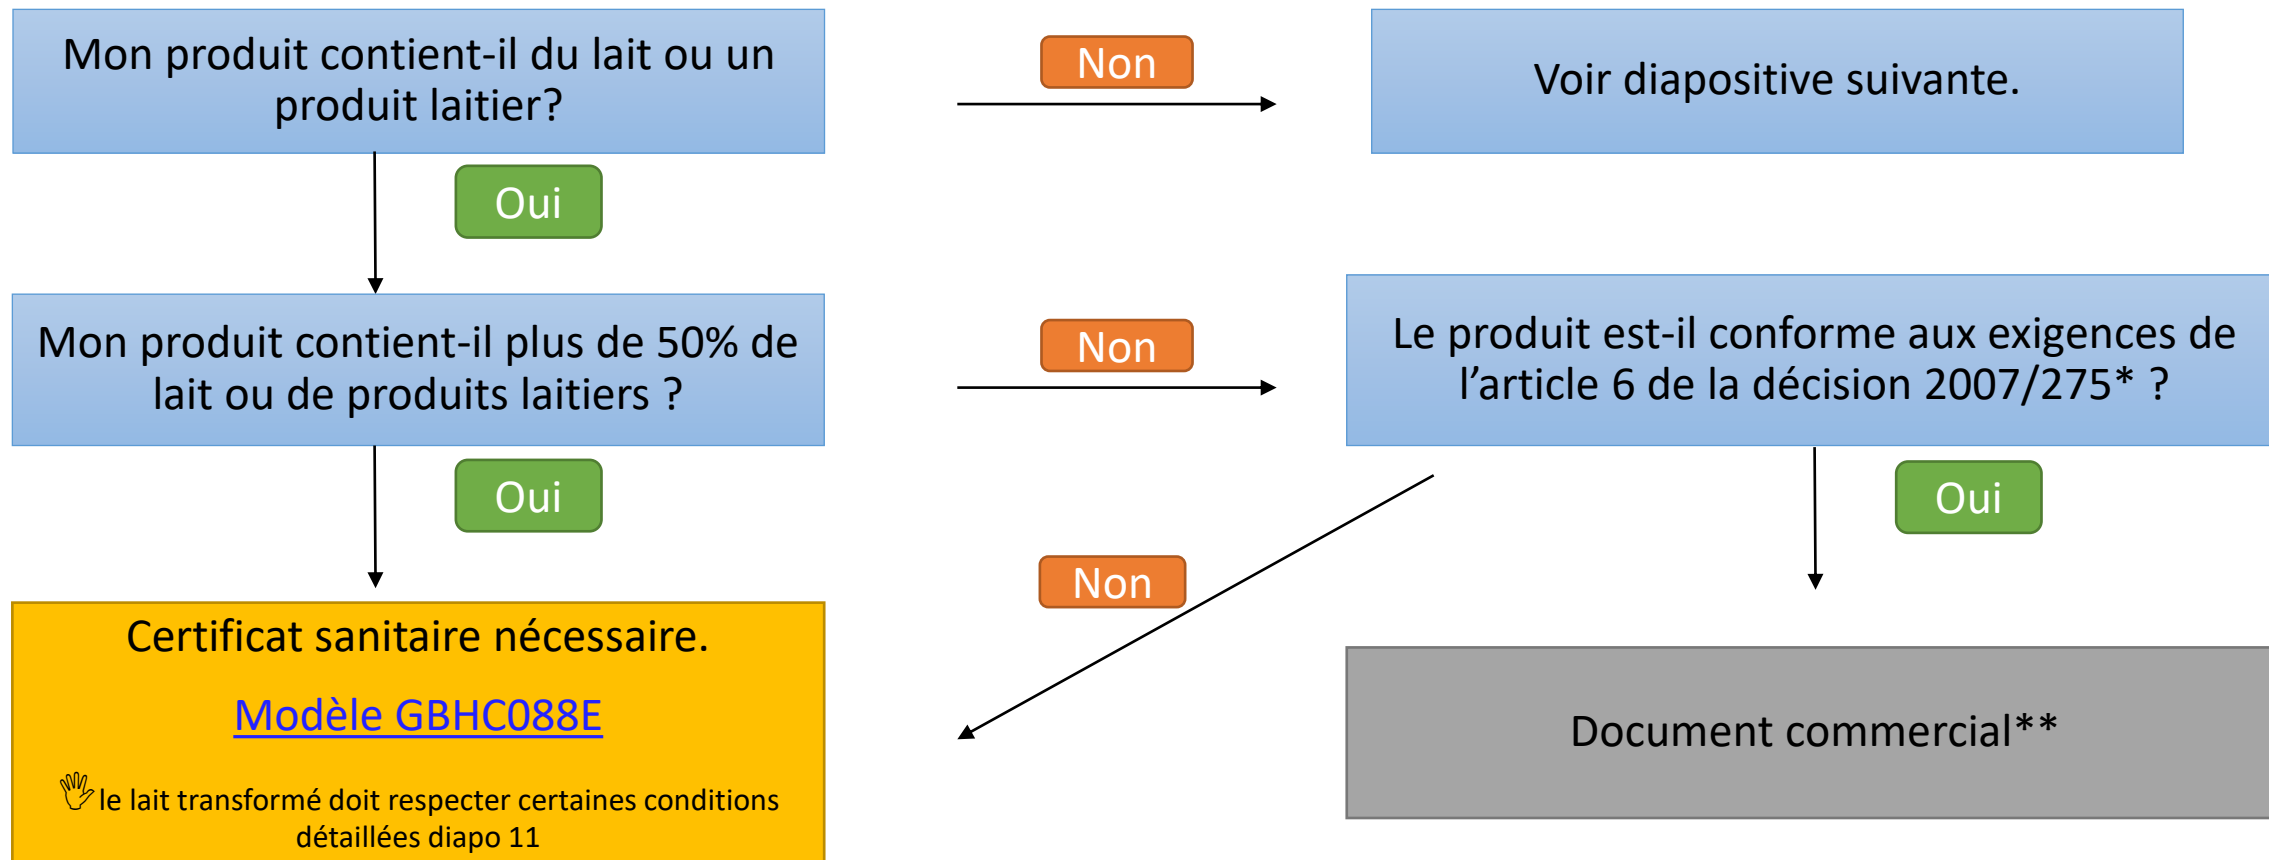 Mon produit contient-il du lait ou un
produit laitier?
Non
Voir diapositive suivante.
Oui
Mon produit contient-il plus de 50% de
lait ou de produits laitiers ?
Non
Le produit est-il conforme aux exigences de
l’article 6 de la décision 2007/275* ?
Oui
Oui
Non
Certificat sanitaire nécessaire.
Modèle GBHC088E
🖐le lait transformé doit respecter certaines conditions
détaillées diapo 11
Document commercial**